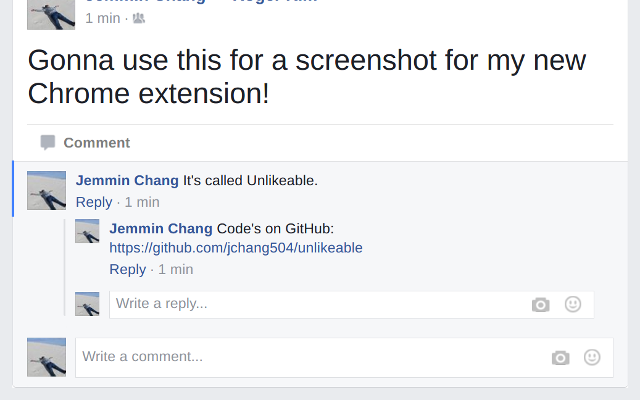 1 min ·
Gonna use this for a screenshot for my new
Chrome extension!
Comment
Jemmin Chang It's called Unlikeable.
Reply · 1 min
Jemmin Chang Code's on GitHub:
https://github.com/jchang504/unlikeable
Reply · 1 min
Write a reply...
Write a comment...